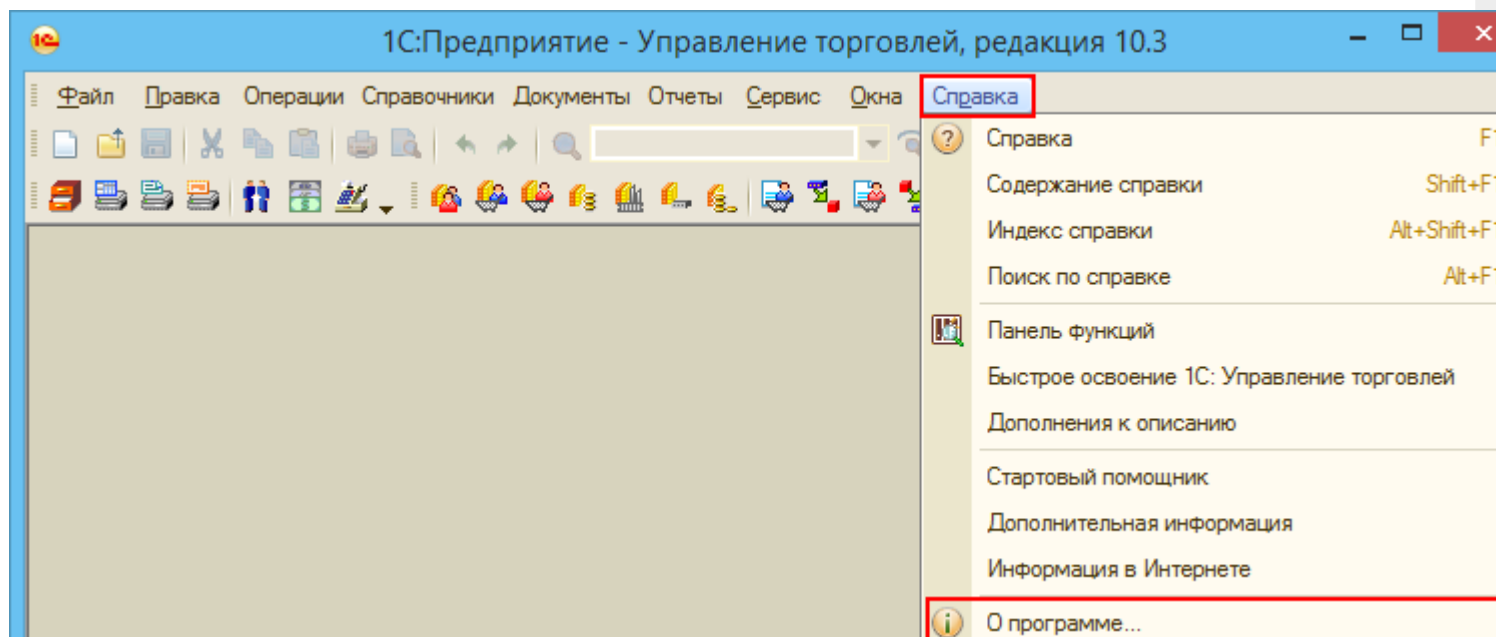 1С:Предприятие - Управление торговлей, редакция 10.3
Файл Правка Операции Справочники Документы Отчеты Сервис Окна Справка
Справка
Содержание справки Shift+F1
Индекс справки Alt+Shift+F1
Поиск по справке Alt+F1
Панель функций
Быстрое освоение 1С: Управление торговлей
Дополнения к описанию
Стартовый помощник
Дополнительная информация
Информация в Интернете
О программе...